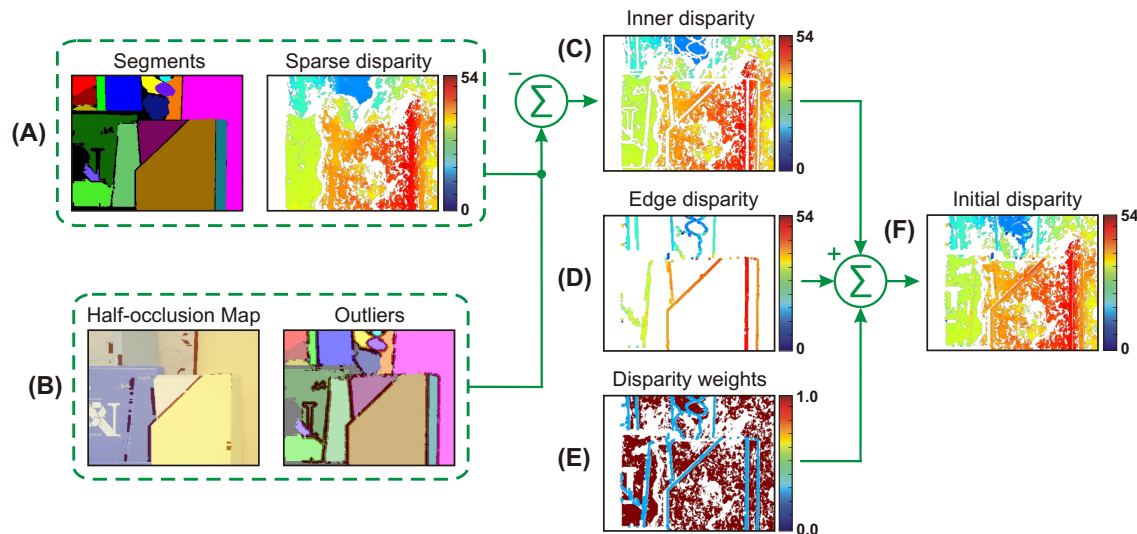 Segments
Sparse disparity
54
0
(A)
Half-occlusion Map
Outliers
(B)
−
Σ
Inner disparity
(C)
54
0
Edge disparity
(D)
54
0
Disparity weights
(E)
1.0
0.0
+
Σ
Initial disparity
(F)
54
0